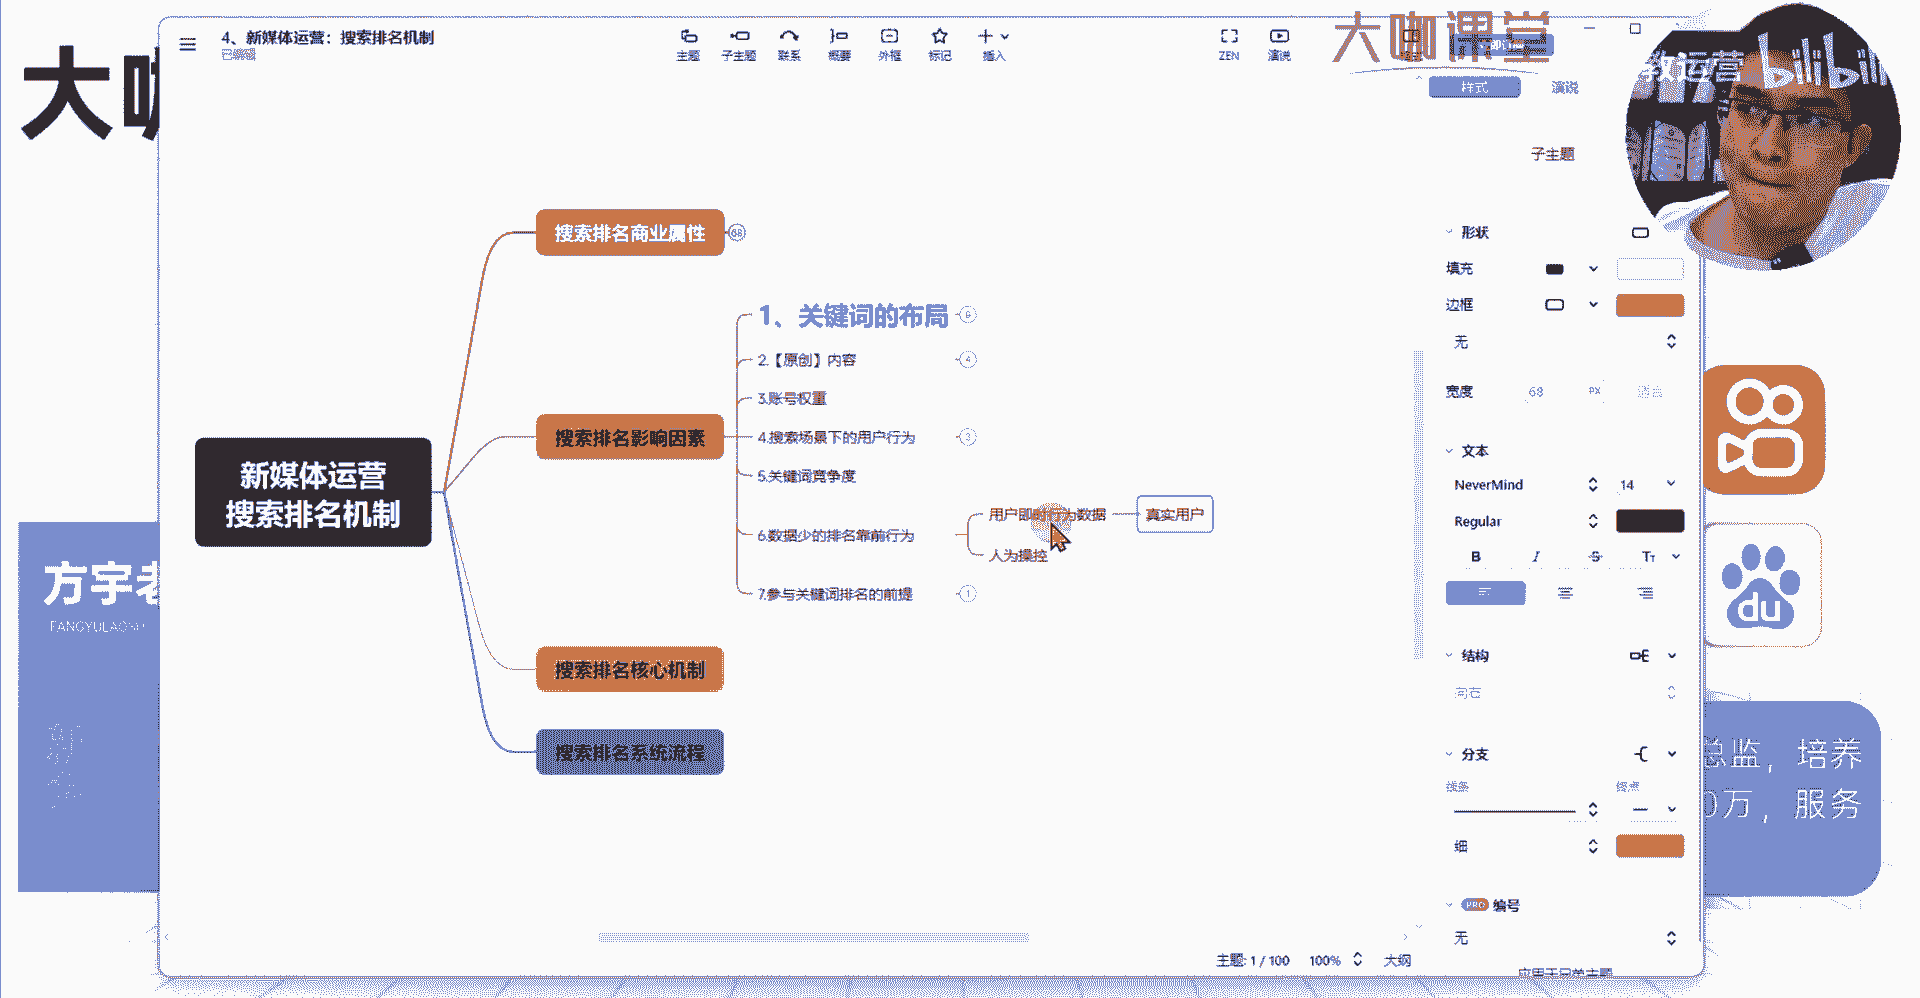 4、新媒体运营：搜索排名机制
已编辑
主题
子主题
联系
概要
外框
标记
插入
ZEN
演说
大咖课堂
教运营 bilibili
样式
演说
子主题
大咖
搜索排名商业属性
68
1、关键词的布局
2.【原创】内容
4
3.账号权重
搜索排名影响因素
4.搜索场景下的用户行为
3
5.关键词竞争度
新媒体运营
搜索排名机制
6.数据少的排名靠前行为
用户即时行为数据
真实用户
人为操控
7.参与关键词排名的前提
1
搜索排名核心机制
搜索排名系统流程
形状
填充
边框
无
宽度
68
PX
文本
NeverMind
14
Regular
B
I
S
TT
结构
向右
分支
线条
终点
细
PRO 编号
无
主题: 1 / 100
100%
大纲
应用于兄弟主题
方宇老
FANGYULAOSHI
du
总监，培养
0万，服务